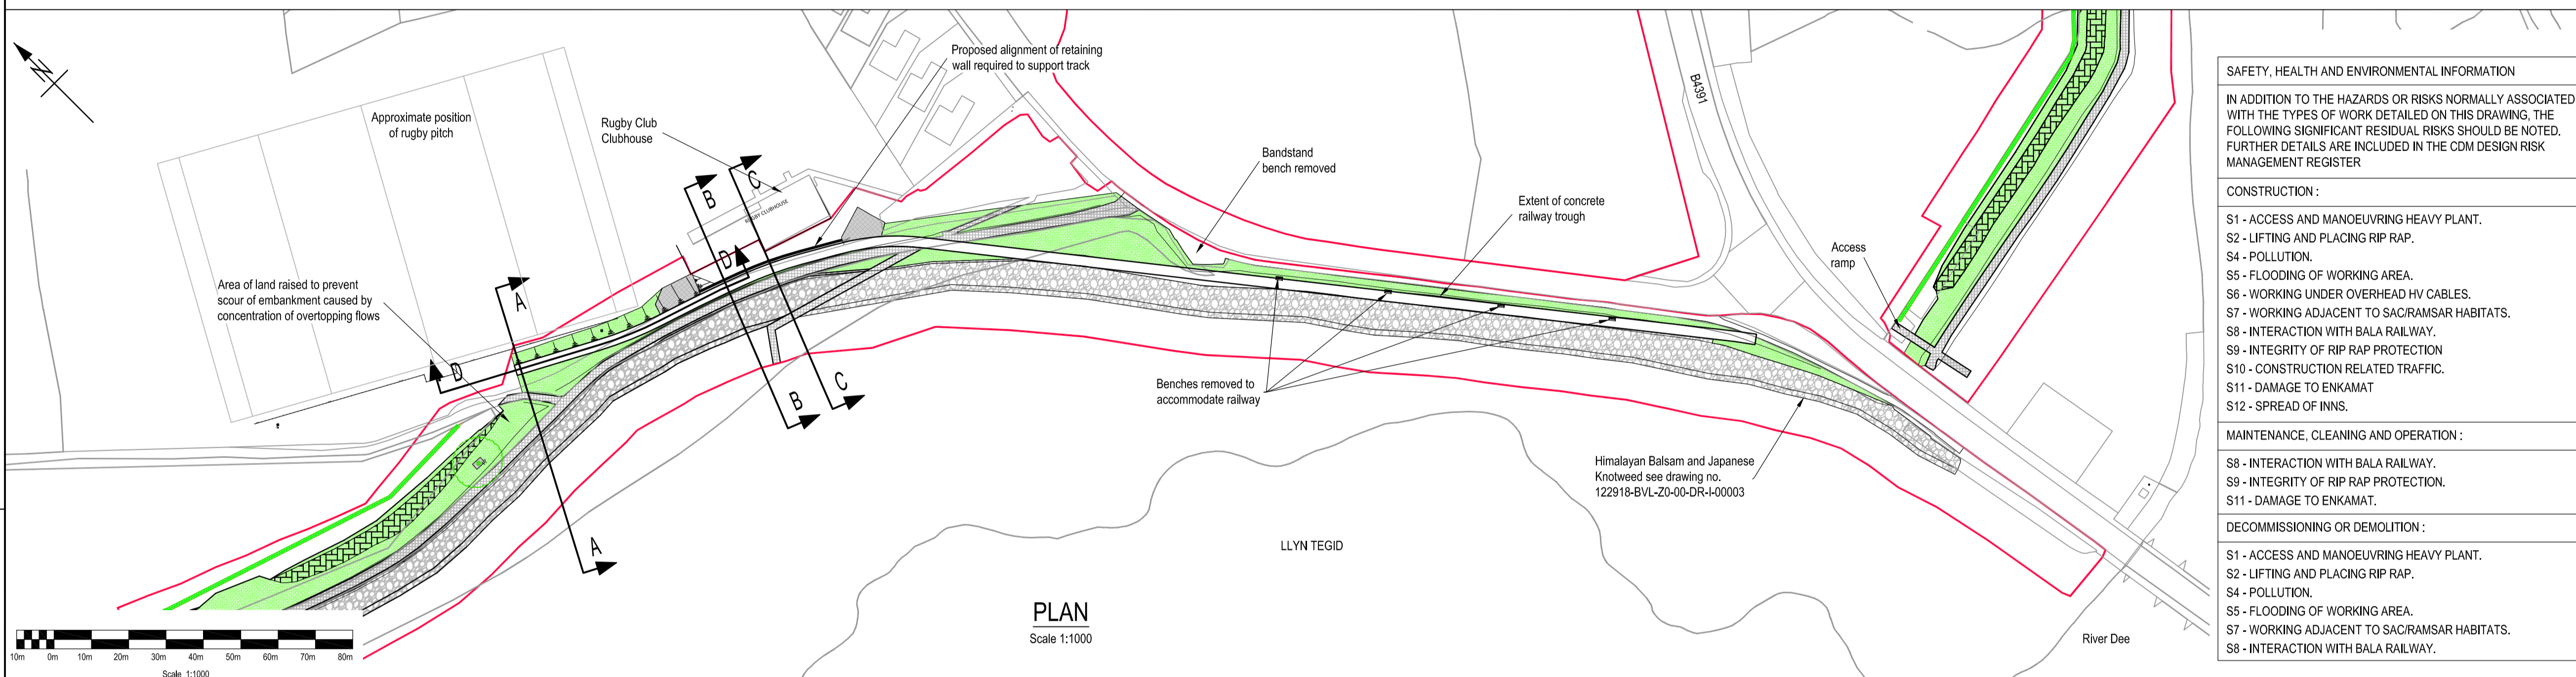 N
Approximate position
of rugby pitch
Rugby Club
Clubhouse
Proposed alignment of retaining
wall required to support track
RUGBY CLUBHOUSE
B
C
D
A
Area of land raised to prevent
scour of embankment caused by
concentration of overtopping flows
D
B
C
A
Bandstand
bench removed
Extent of concrete
railway trough
B4391
Access
ramp
Benches removed to
accommodate railway
Himalayan Balsam and Japanese
Knotweed see drawing no.
122918-BVL-Z0-00-DR-I-00003
LLYN TEGID
River Dee
PLAN
Scale 1:1000
10m 0m 10m 20m 30m 40m 50m 60m 70m 80m
Scale 1:1000
SAFETY, HEALTH AND ENVIRONMENTAL INFORMATION
IN ADDITION TO THE HAZARDS OR RISKS NORMALLY ASSOCIATED
WITH THE TYPES OF WORK DETAILED ON THIS DRAWING, THE
FOLLOWING SIGNIFICANT RESIDUAL RISKS SHOULD BE NOTED.
FURTHER DETAILS ARE INCLUDED IN THE CDM DESIGN RISK
MANAGEMENT REGISTER
CONSTRUCTION :
S1 - ACCESS AND MANOEUVRING HEAVY PLANT.
S2 - LIFTING AND PLACING RIP RAP.
S4 - POLLUTION.
S5 - FLOODING OF WORKING AREA.
S6 - WORKING UNDER OVERHEAD HV CABLES.
S7 - WORKING ADJACENT TO SAC/RAMSAR HABITATS.
S8 - INTERACTION WITH BALA RAILWAY.
S9 - INTEGRITY OF RIP RAP PROTECTION
S10 - CONSTRUCTION RELATED TRAFFIC.
S11 - DAMAGE TO ENKAMAT
S12 - SPREAD OF INNS.
MAINTENANCE, CLEANING AND OPERATION :
S8 - INTERACTION WITH BALA RAILWAY.
S9 - INTEGRITY OF RIP RAP PROTECTION.
S11 - DAMAGE TO ENKAMAT.
DECOMMISSIONING OR DEMOLITION :
S1 - ACCESS AND MANOEUVRING HEAVY PLANT.
S2 - LIFTING AND PLACING RIP RAP.
S4 - POLLUTION.
S5 - FLOODING OF WORKING AREA.
S7 - WORKING ADJACENT TO SAC/RAMSAR HABITATS.
S8 - INTERACTION WITH BALA RAILWAY.